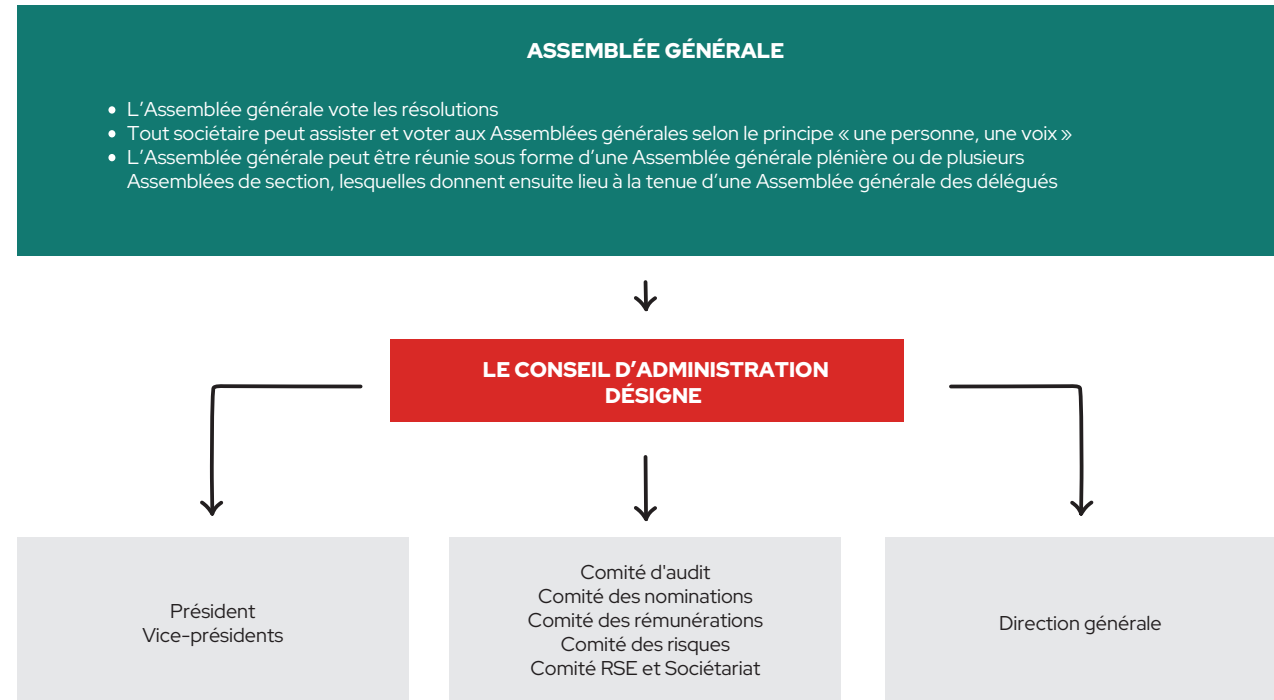 ASSEMBLÉE GÉNÉRALE
• L’Assemblée générale vote les résolutions
• Tout sociétaire peut assister et voter aux Assemblées générales selon le principe « une personne, une voix »
• L’Assemblée générale peut être réunie sous forme d’une Assemblée générale plénière ou de plusieurs
Assemblées de section, lesquelles donnent ensuite lieu à la tenue d’une Assemblée générale des délégués
LE CONSEIL D’ADMINISTRATION
DÉSIGNE
Président
Vice-présidents
Comité d'audit
Comité des nominations
Comité des rémunérations
Comité des risques
Comité RSE et Sociétariat
Direction générale